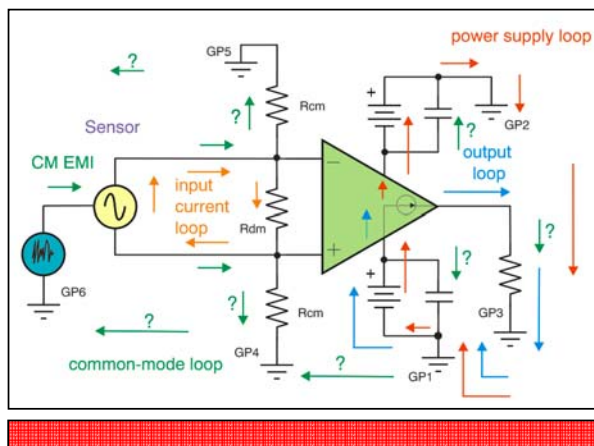 power supply loop
GP5
?
+
Rcm
?
?
GP2
Sensor
output
loop
CM EMI
−
input
current
loop
Rdm
+
?
?
+
GP6
?
Rcm
GP3
?
GP4
common-mode loop
?
GP1